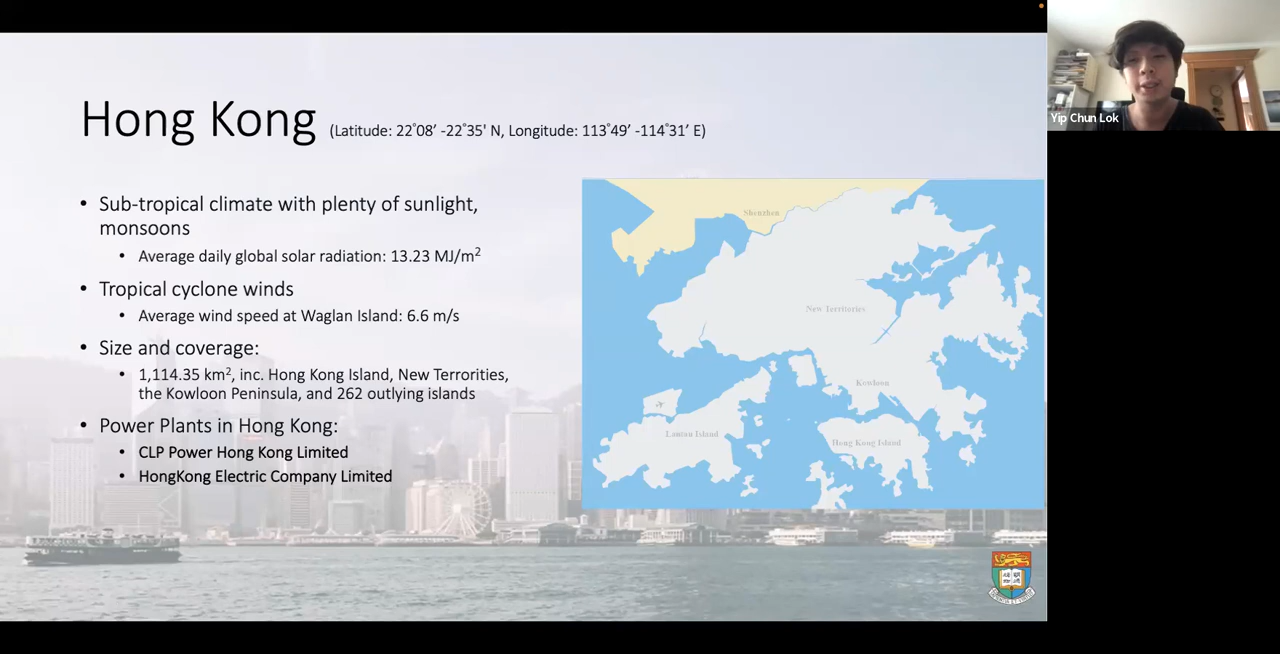 Hong Kong (Latitude: 22°08′ -22°35' N, Longitude: 113°49′ -114°31′ E)
• Sub-tropical climate with plenty of sunlight,
monsoons
• Average daily global solar radiation: 13.23 MJ/m²
• Tropical cyclone winds
• Average wind speed at Waglan Island: 6.6 m/s
• Size and coverage:
• 1,114.35 km², inc. Hong Kong Island, New Terrorities,
the Kowloon Peninsula, and 262 outlying islands
• Power Plants in Hong Kong:
• CLP Power Hong Kong Limited
• HongKong Electric Company Limited
Shenzhen
New Territories
Kowloon
Lantau Island
Hong Kong Island
Yip Chun Lok